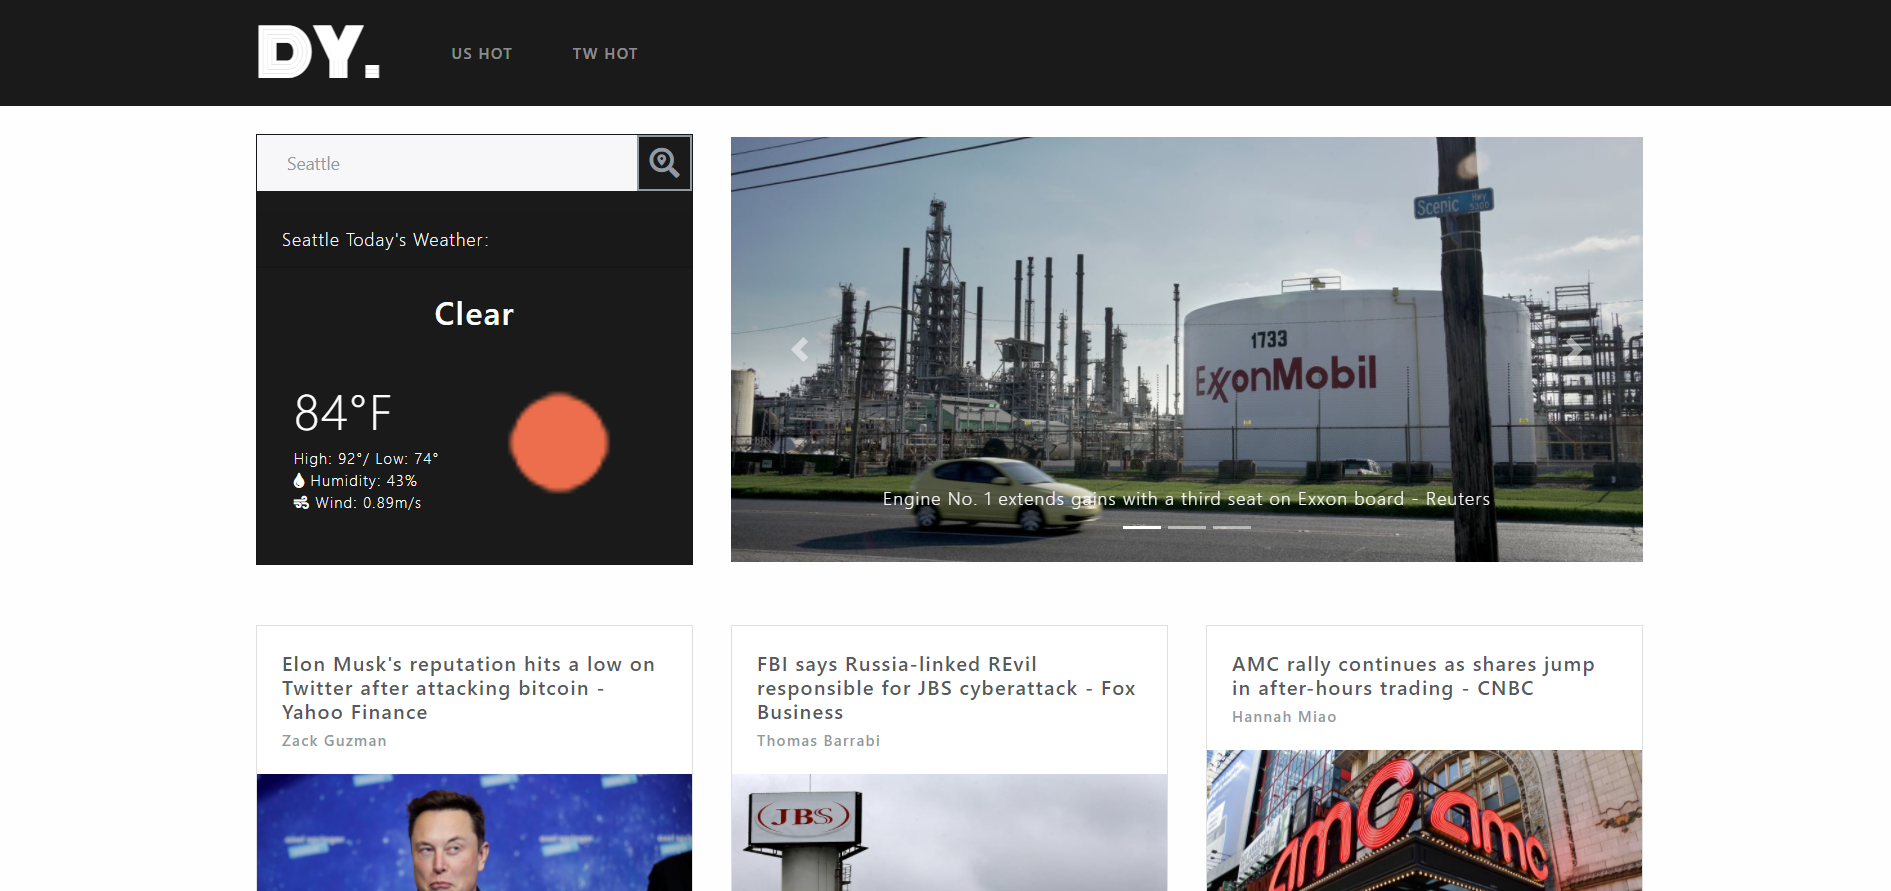 DY.
US HOT
TW HOT
Seattle
Seattle Today's Weather:
Clear
84°F
High: 92°/ Low: 74°
Humidity: 43%
Wind: 0.89m/s
Scenic Hwy
5300
1733
ExxonMobil
Engine No. 1 extends gains with a third seat on Exxon board - Reuters
Elon Musk's reputation hits a low on
Twitter after attacking bitcoin -
Yahoo Finance
Zack Guzman
FBI says Russia-linked REvil
responsible for JBS cyberattack - Fox
Business
Thomas Barrabi
AMC rally continues as shares jump
in after-hours trading - CNBC
Hannah Miao
JBS
amc amc